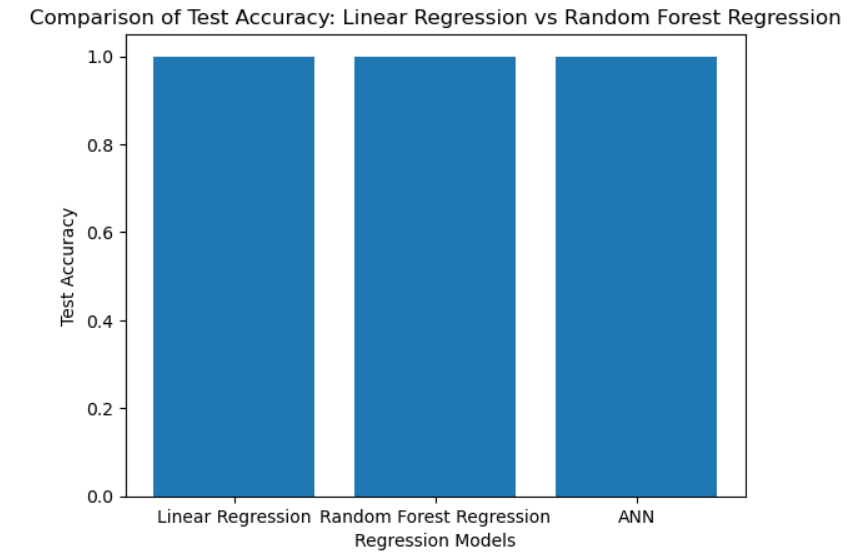 Comparison of Test Accuracy: Linear Regression vs Random Forest Regression
1.0
0.8
0.6
0.4
0.2
0.0
Test Accuracy
Linear Regression Random Forest Regression ANN
Regression Models